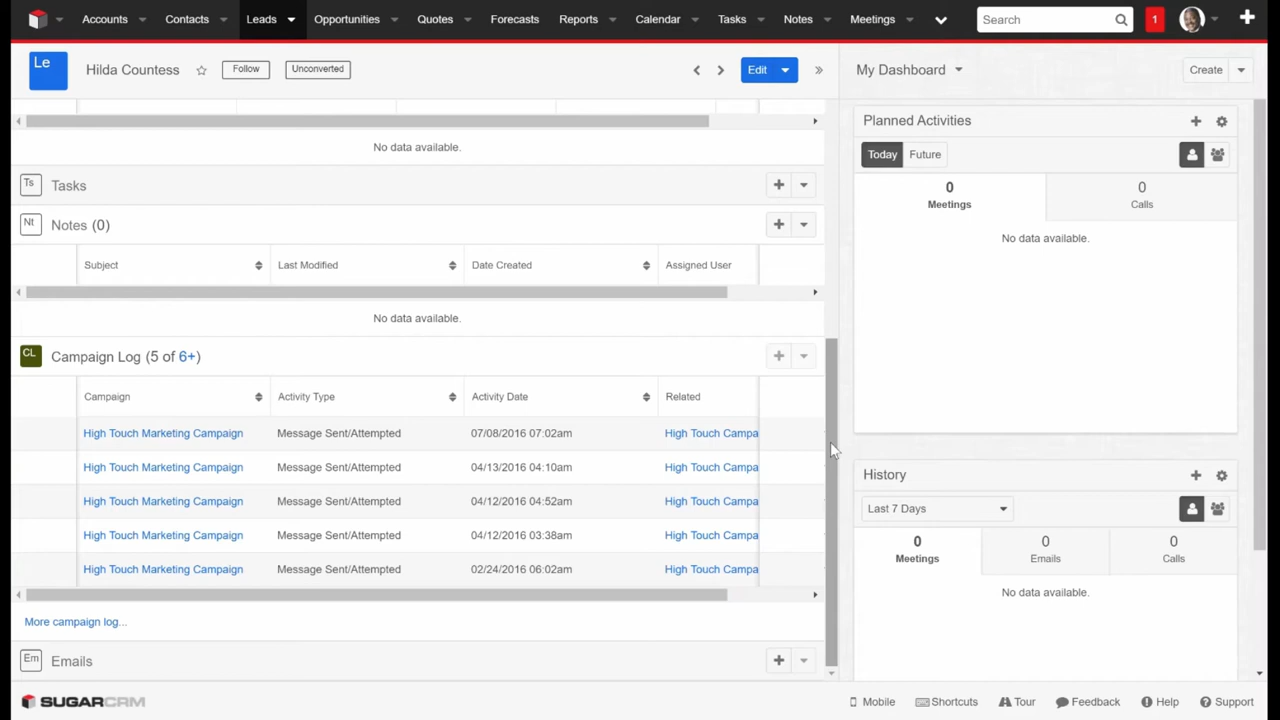 Accounts Contacts Leads Opportunities Quotes Forecasts Reports Calendar Tasks Notes Meetings Search 1
Le Hilda Countess Follow Unconverted Edit My Dashboard Create
Planned Activities
Today Future
0 Meetings
0 Calls
No data available.
History
Last 7 Days
0 Meetings
0 Emails
0 Calls
No data available.
No data available.
Ts Tasks
Nt Notes (0)
Subject Last Modified Date Created Assigned User
No data available.
CL Campaign Log (5 of 6+)
Campaign Activity Type Activity Date Related
High Touch Marketing Campaign Message Sent/Attempted 07/08/2016 07:02am High Touch Campa
High Touch Marketing Campaign Message Sent/Attempted 04/13/2016 04:10am High Touch Campa
High Touch Marketing Campaign Message Sent/Attempted 04/12/2016 04:52am High Touch Campa
High Touch Marketing Campaign Message Sent/Attempted 04/12/2016 03:38am High Touch Campa
High Touch Marketing Campaign Message Sent/Attempted 02/24/2016 06:02am High Touch Campa
More campaign log...
Em Emails
SUGARCRM Mobile Shortcuts Tour Feedback Help Support